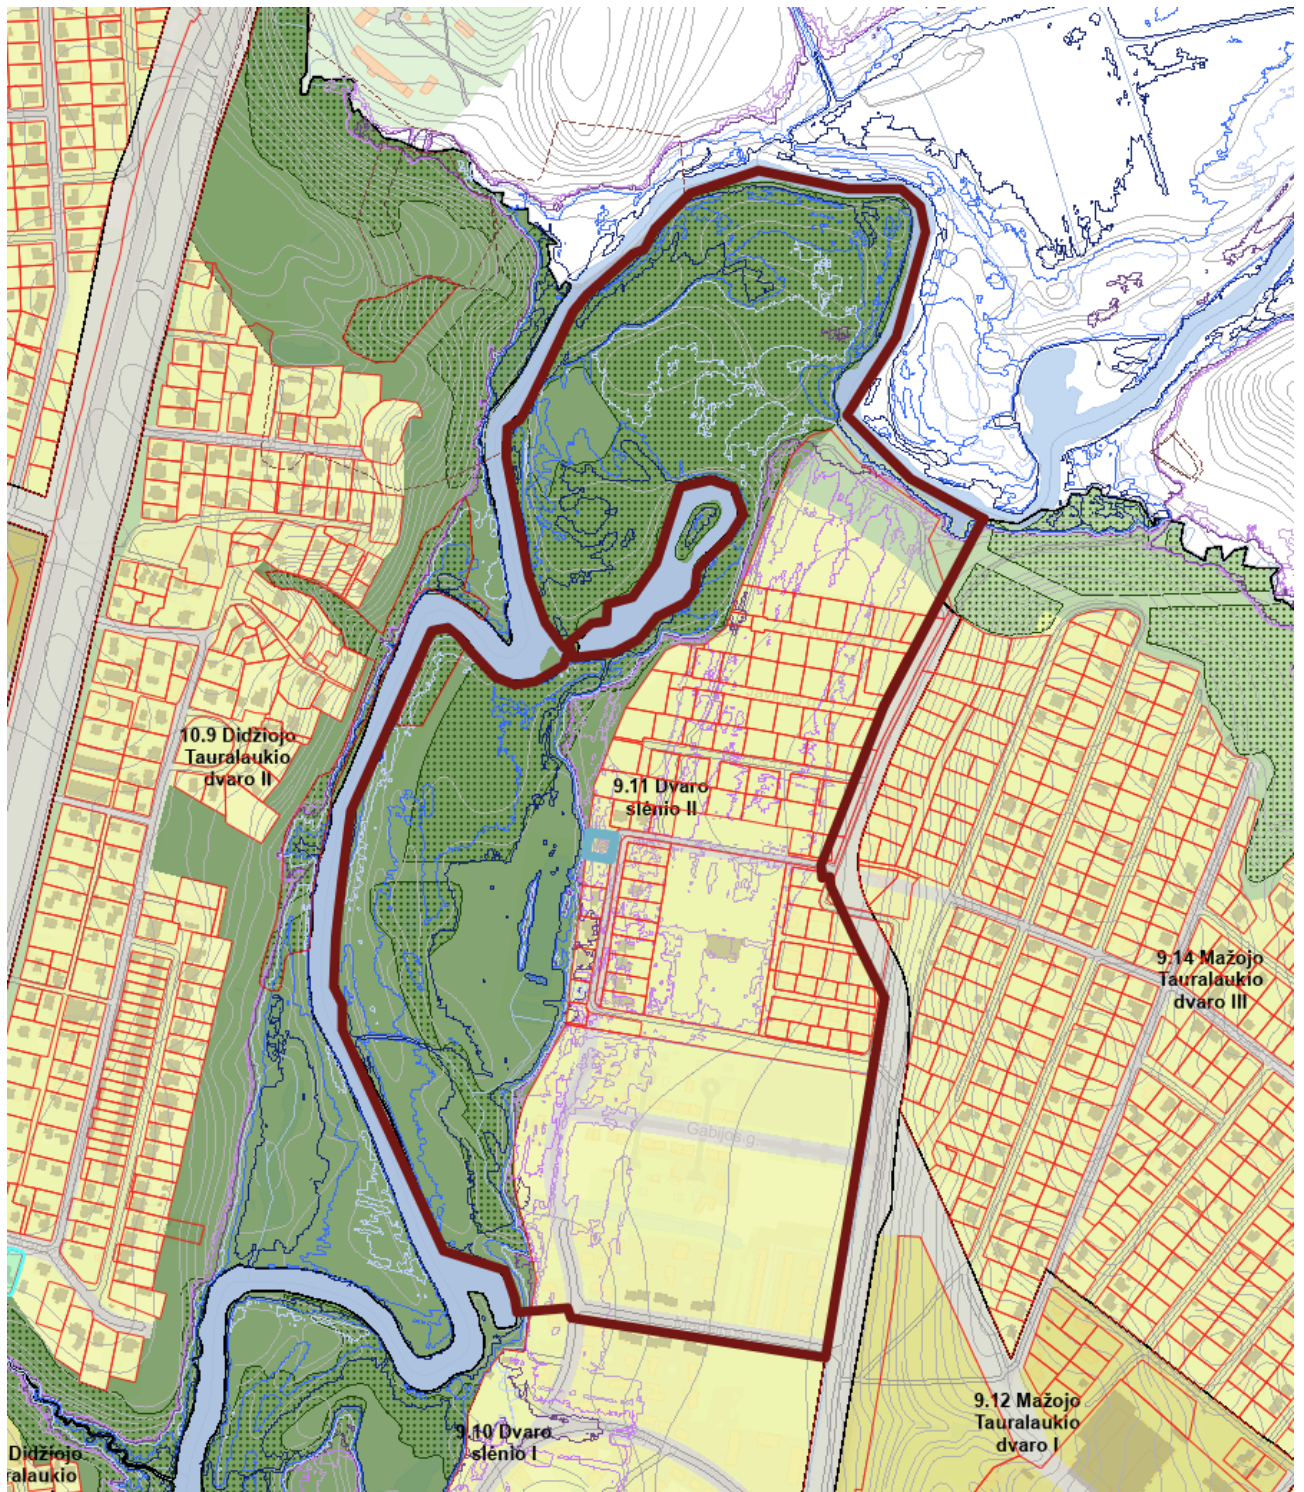 10.9 Didžiojo
Tauralaukio
dvaro II
9.11 Dvaro
slėnio II
9.14 Mažojo
Tauralaukio
dvaro III
Gabijos g.
9.12 Mažojo
Tauralaukio
dvaro I
9.10 Dvaro
slėnio I
Didžiojo
ralaukio